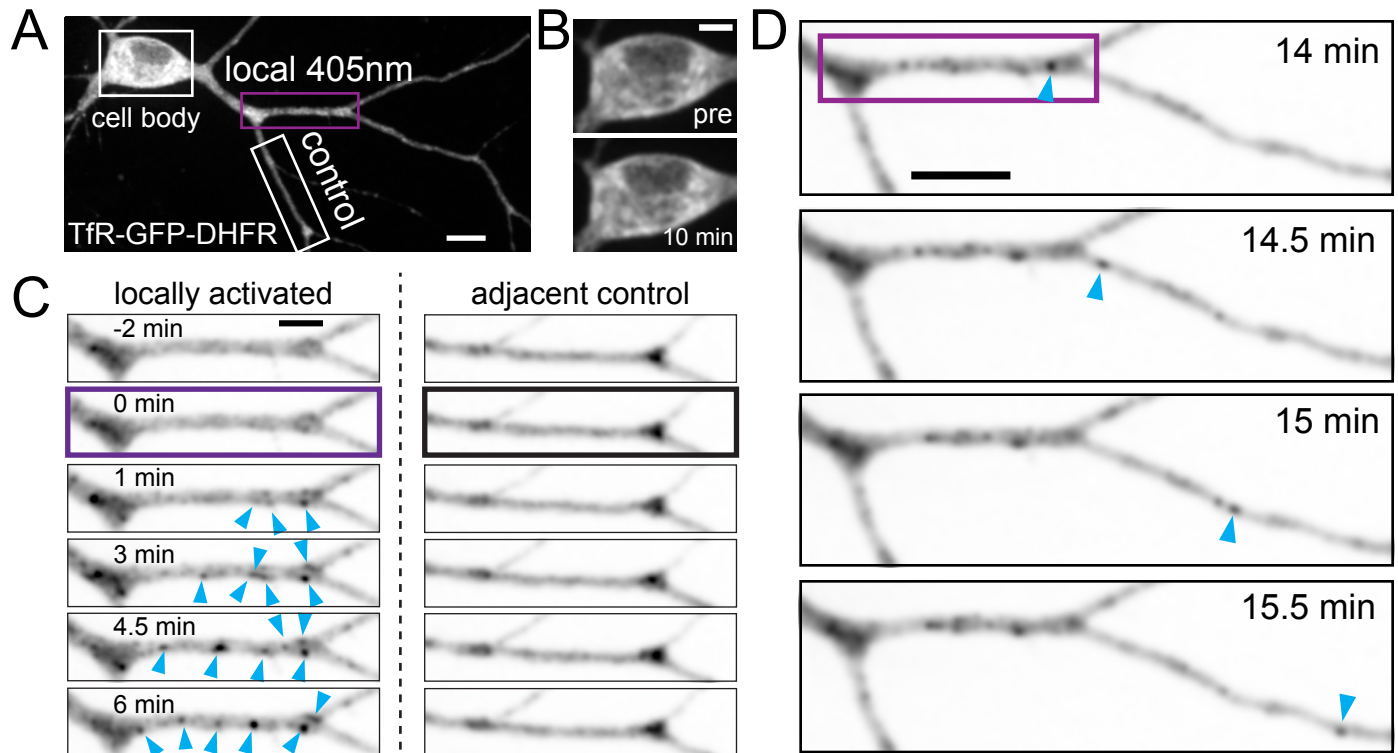 A
local 405nm
cell body
control
TfR-GFP-DHFR
B
pre
10 min
C
locally activated
adjacent control
-2 min
0 min
1 min
3 min
4.5 min
6 min
D
14 min
14.5 min
15 min
15.5 min